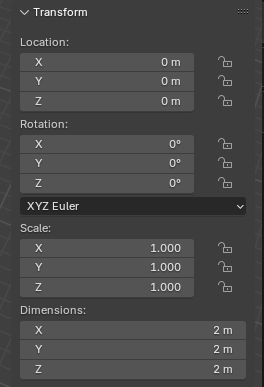 Transform
Location:
X 0 m
Y 0 m
Z 0 m
Rotation:
X 0°
Y 0°
Z 0°
XYZ Euler
Scale:
X 1.000
Y 1.000
Z 1.000
Dimensions:
X 2 m
Y 2 m
Z 2 m